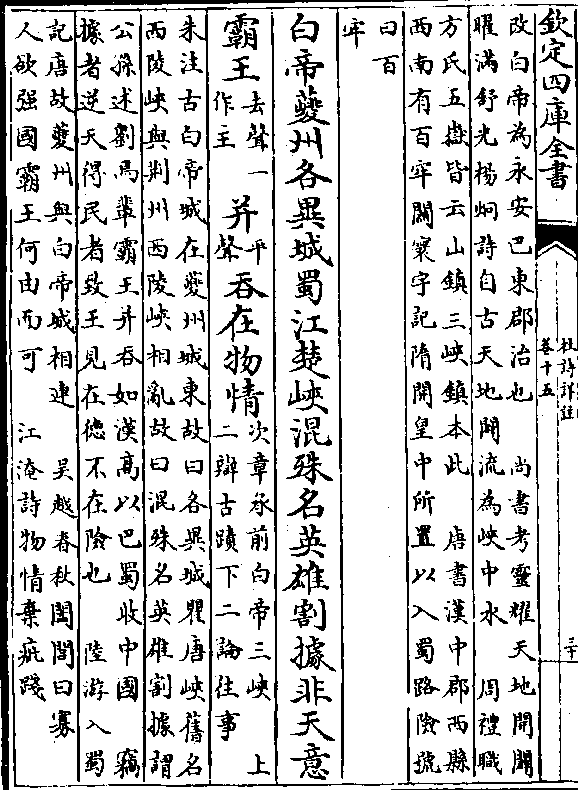 欽定四庫全書
杜詩詳註
卷十五
三十
改白帝為永安巴東郡治也　尚書考靈耀天地開闢
曜滿舒光楊炯詩自古天地闢流為峽中水　周禮職
方氏五嶽皆云山鎮三峽鎮本此　唐書漢中郡西縣
西南有百牢關寰宇記隋開皇中所置以入蜀路險號
曰百
牢
白帝夔州各異城蜀江楚峽混殊名英雄割據非天意
霸王去聲一作主并平聲吞在物情次章承前白帝三峽　上二辨古蹟下二論往事
朱注古白帝城在夔州城東故曰各異城瞿唐峽舊名
西陵峽與荆州西陵峽相亂故曰混殊名英雄割據謂
公孫述劉焉輩霸王并吞如漢高以巴蜀收中國　竊
據者逆天得民者致王見在德不在險也　陸游入蜀
記唐故夔州與白帝城相連　吳越春秋闔閭曰寡
人欲强國霸王何由而可　江淹詩物情棄疵賤